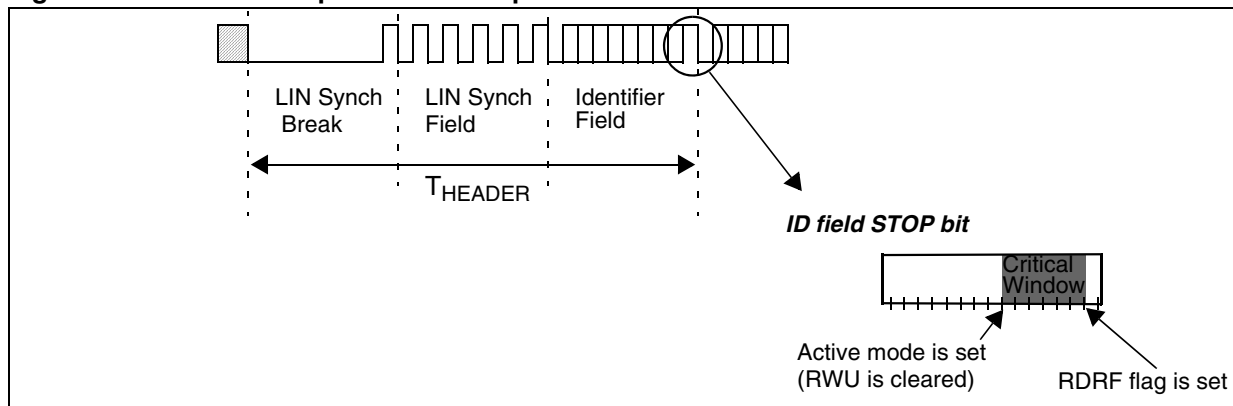 LIN Synch
Break
LIN Synch
Field
Identifier
Field
THEADER
ID field STOP bit
Critical
Window
Active mode is set
(RWU is cleared)
RDRF flag is set